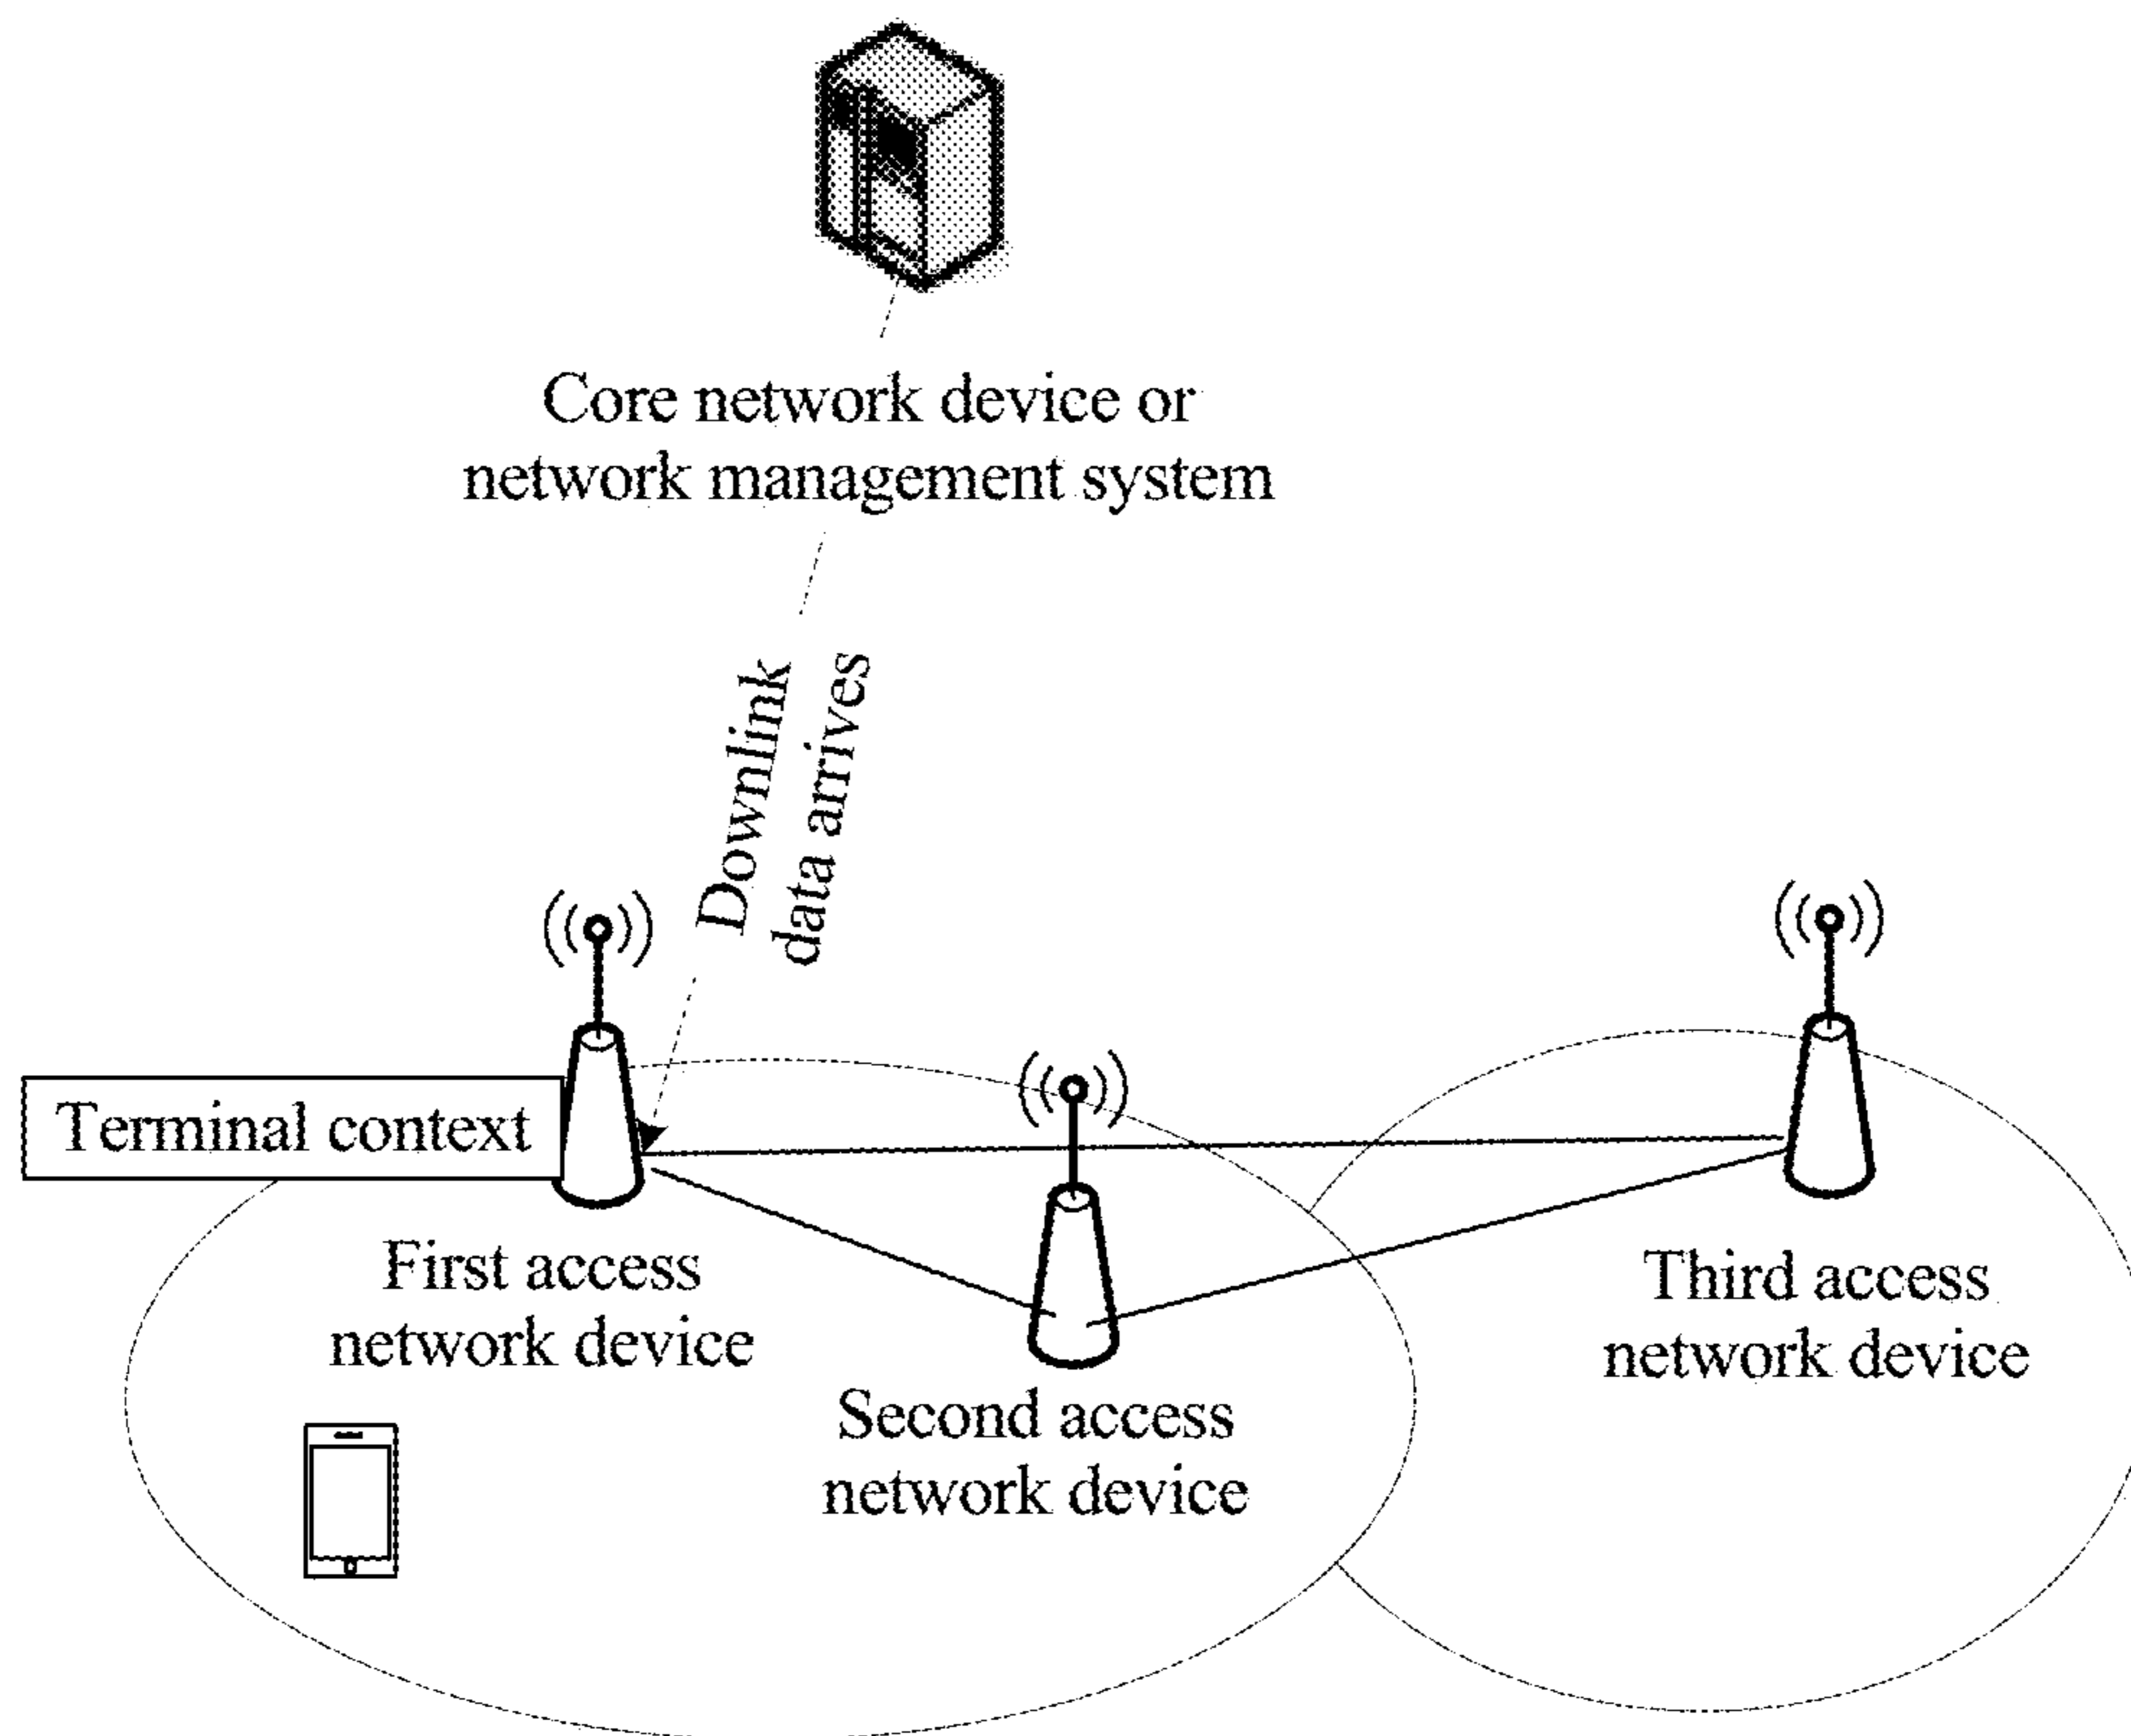 Core network device or
network management system
Downlink
data arrives
Terminal context
First access
network device
Second access
network device
Third access
network device